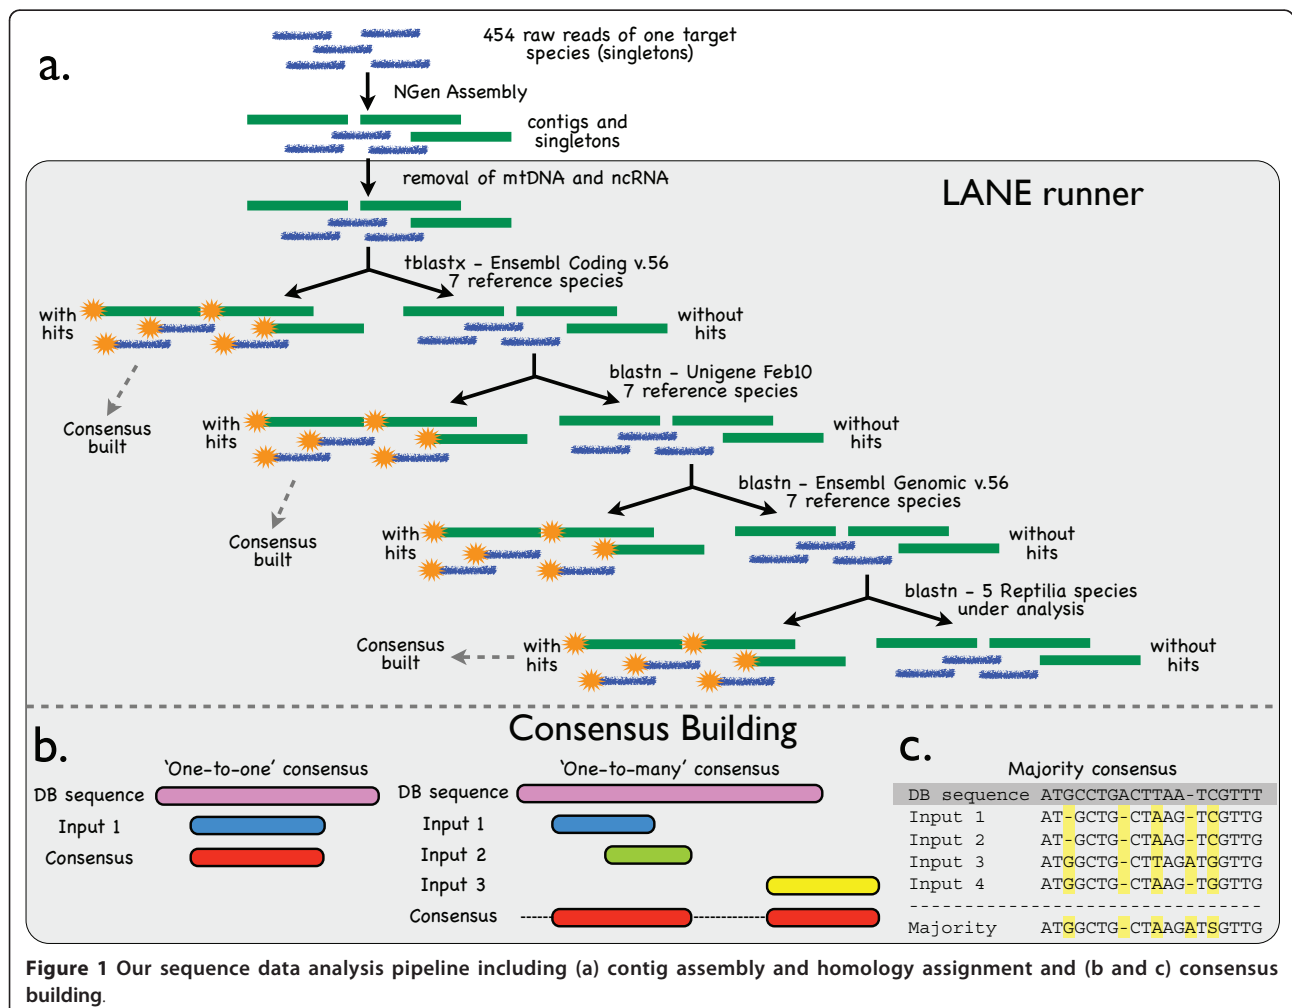 a.
454 raw reads of one target
species (singletons)
NGen Assembly
contigs and
singletons
LANE runner
removal of mtDNA and ncRNA
tblastx - Ensembl Coding v.56
7 reference species
with
hits
without
hits
Consensus
built
blastn - Unigene Feb10
7 reference species
with
hits
without
hits
Consensus
built
blastn - Ensembl Genomic v.56
7 reference species
with
hits
without
hits
blastn - 5 Reptilia species
under analysis
Consensus
built
with
hits
without
hits
Consensus Building
b.
'One-to-one' consensus
DB sequence
Input 1
Consensus
'One-to-many' consensus
DB sequence
Input 1
Input 2
Input 3
Consensus
c.
Majority consensus
DB sequence ATGCCTGACTTAA-TCGTTT
Input 1 AT-GCTG-CTAAG-TCGTTG
Input 2 AT-GCTG-CTAAG-TCGTTG
Input 3 ATGGCTG-CTTAGATGGTTG
Input 4 ATGGCTG-CTAAG-TGGTTG
--------------------------------
Majority ATGGCTG-CTAAGATSGTTG
Figure 1 Our sequence data analysis pipeline including (a) contig assembly and homology assignment and (b and c) consensus
building.